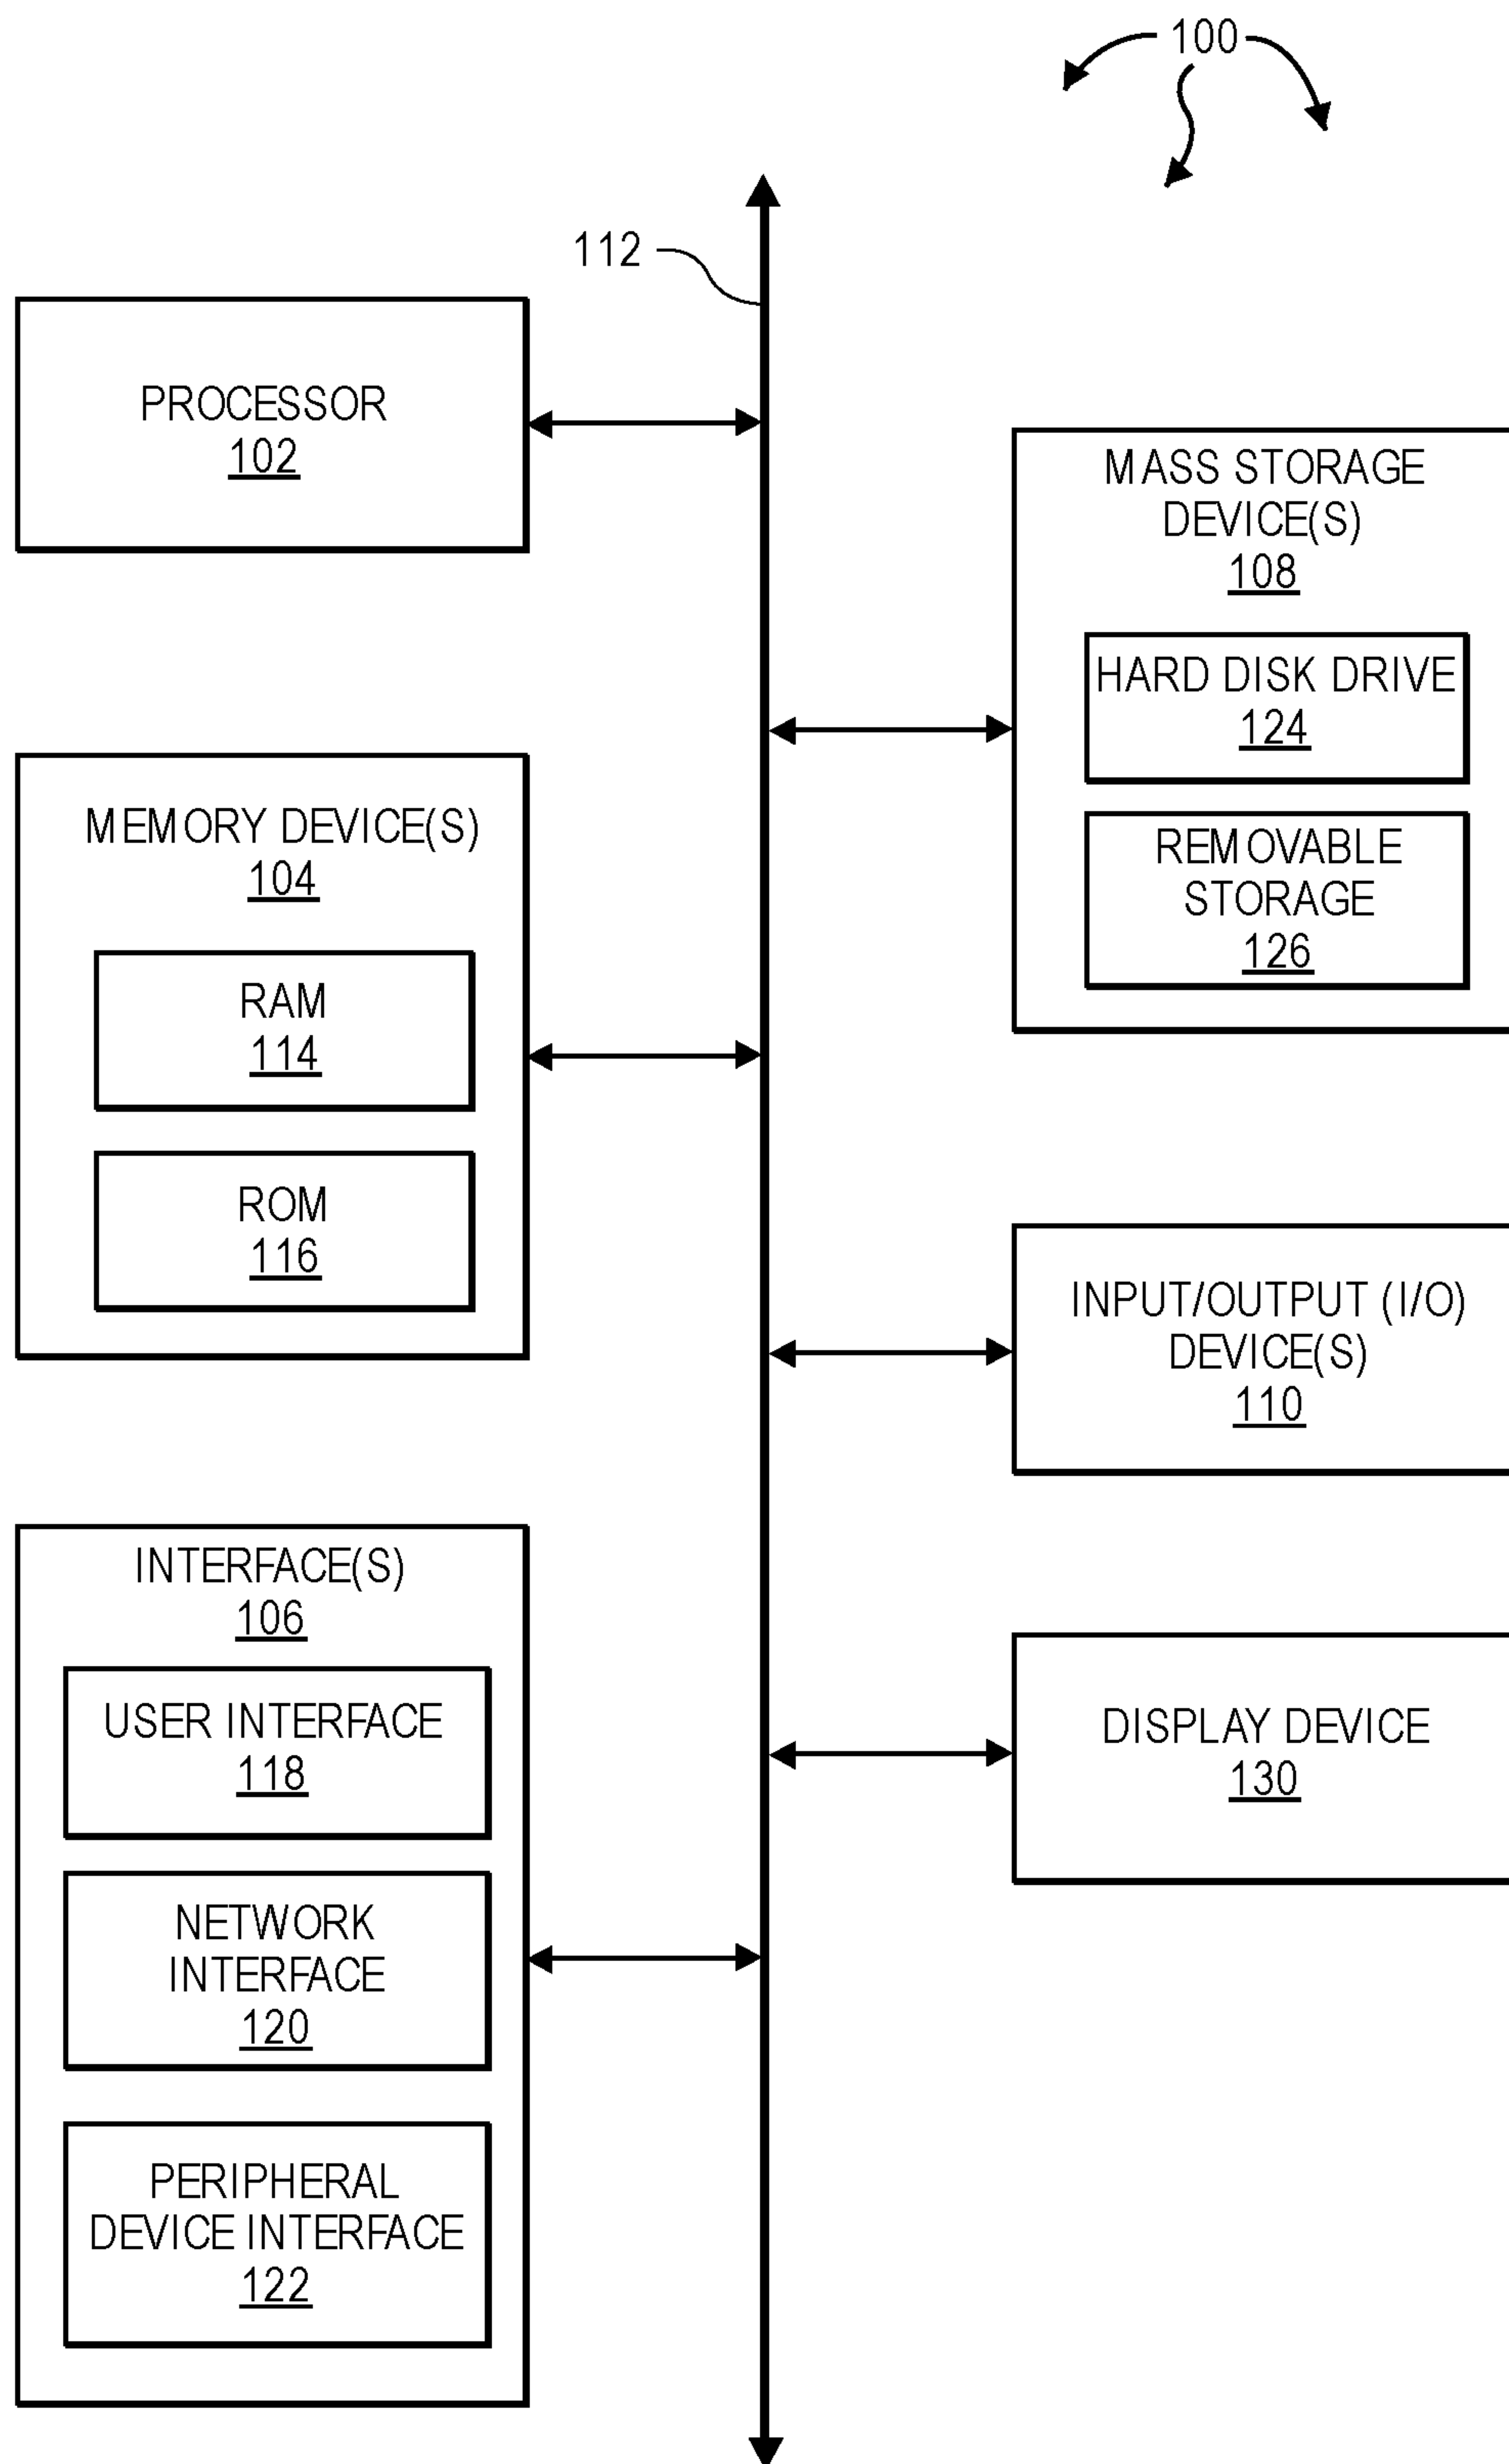 100
112
PROCESSOR
102
MASS STORAGE
DEVICE(S)
108
HARD DISK DRIVE
124
REMOVABLE
STORAGE
126
MEMORY DEVICE(S)
104
RAM
114
ROM
116
INPUT/OUTPUT (I/O)
DEVICE(S)
110
INTERFACE(S)
106
USER INTERFACE
118
NETWORK
INTERFACE
120
PERIPHERAL
DEVICE INTERFACE
122
DISPLAY DEVICE
130